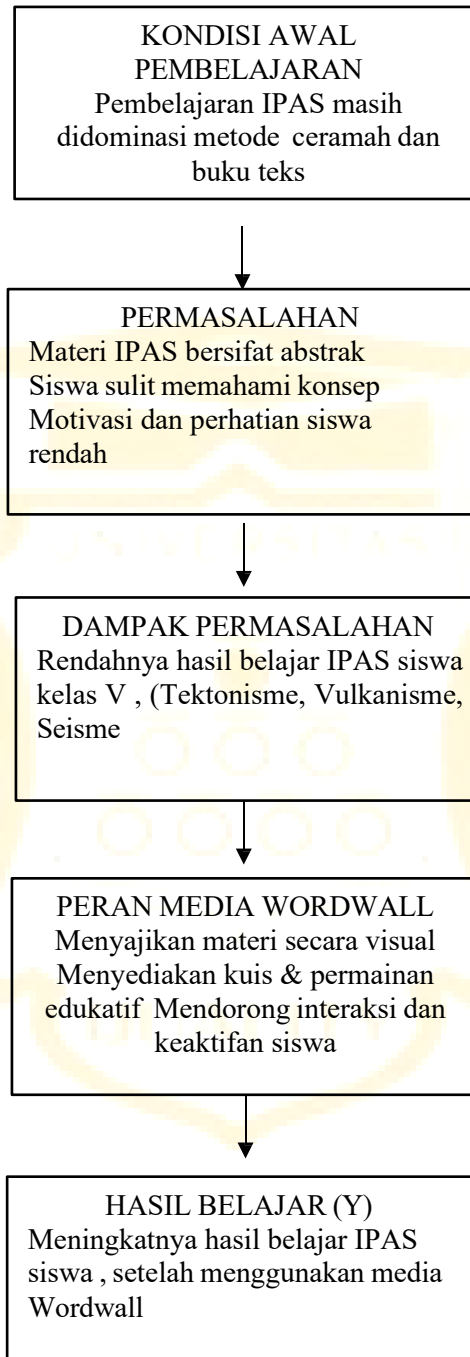 KONDISI AWAL
PEMBELAJARAN
Pembelajaran IPAS masih
didominasi metode ceramah dan
buku teks
PERMASALAHAN
Materi IPAS bersifat abstrak
Siswa sulit memahami konsep
Motivasi dan perhatian siswa
rendah
DAMPAK PERMASALAHAN
Rendahnya hasil belajar IPAS siswa
kelas V , (Tektonisme, Vulkanisme,
Seisme
PERAN MEDIA WORDWALL
Menyajikan materi secara visual
Menyediakan kuis & permainan
edukatif Mendorong interaksi dan
keaktifan siswa
HASIL BELAJAR (Y)
Meningkatnya hasil belajar IPAS
siswa , setelah menggunakan media
Wordwall